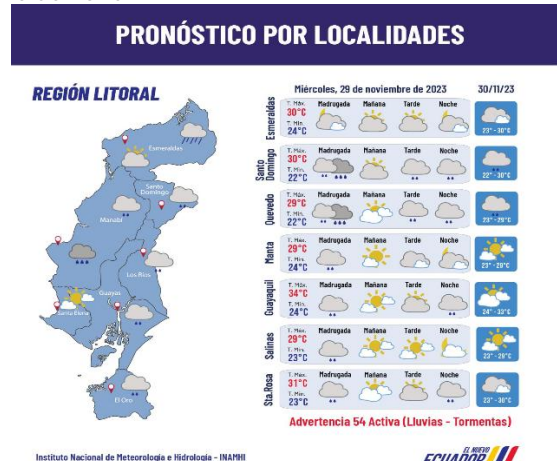 PRONÓSTICO POR LOCALIDADES
REGIÓN LITORAL
Miércoles, 29 de noviembre de 2023
30/11/23
Esmeraldas
T. Máx. 30°C
T. Mín. 24°C
Madrugada Mañana Tarde Noche
23° - 30°C
Santo Domingo
T. Máx. 30°C
T. Mín. 22°C
Madrugada Mañana Tarde Noche
22° - 30°C
Quevedo
T. Máx. 29°C
T. Mín. 22°C
Madrugada Mañana Tarde Noche
23° - 29°C
Manta
T. Máx. 29°C
T. Mín. 24°C
Madrugada Mañana Tarde Noche
23° - 29°C
Guayaquil
T. Máx. 34°C
T. Mín. 24°C
Madrugada Mañana Tarde Noche
24° - 33°C
Salinas
T. Máx. 29°C
T. Mín. 23°C
Madrugada Mañana Tarde Noche
23° - 29°C
Sta.Rosa
T. Máx. 31°C
T. Mín. 23°C
Madrugada Mañana Tarde Noche
23° - 30°C
Esmeraldas
Santo Domingo
Manabí
Los Ríos
Guayas
Santa Elena
El Oro
Advertencia 54 Activa (Lluvias - Tormentas)
Instituto Nacional de Meteorología e Hidrología - INAMHI
EL NUEVO
ECUADOR